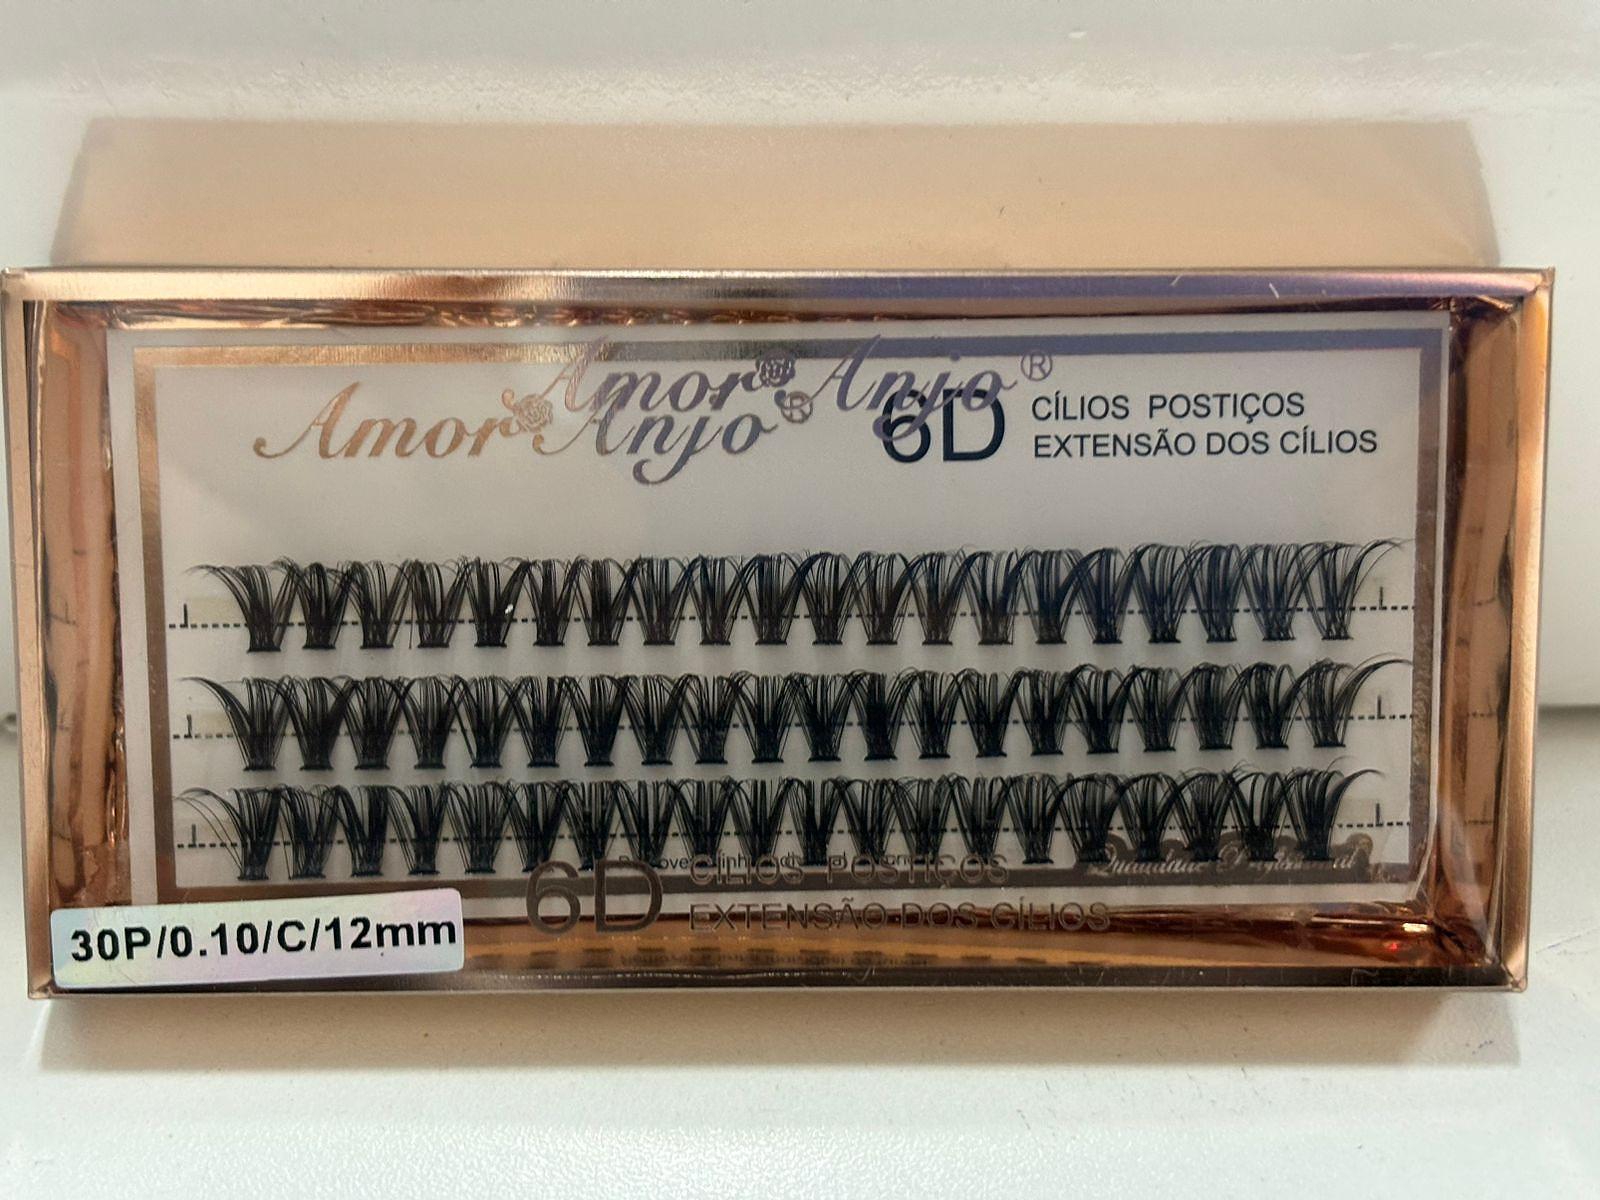 Amor Anjo®
Amor Anjo®
6D CÍLIOS POSTIÇOS
EXTENSÃO DOS CÍLIOS
6D CÍLIOS POSTIÇOS
EXTENSÃO DOS CÍLIOS
30P/0.10/C/12mm